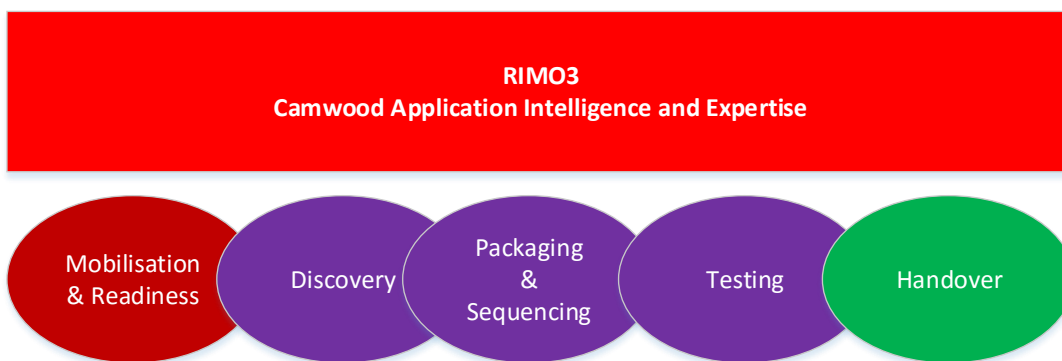 RIMO3
Camwood Application Intelligence and Expertise
Mobilisation
& Readiness
Discovery
Packaging
&
Sequencing
Testing
Handover